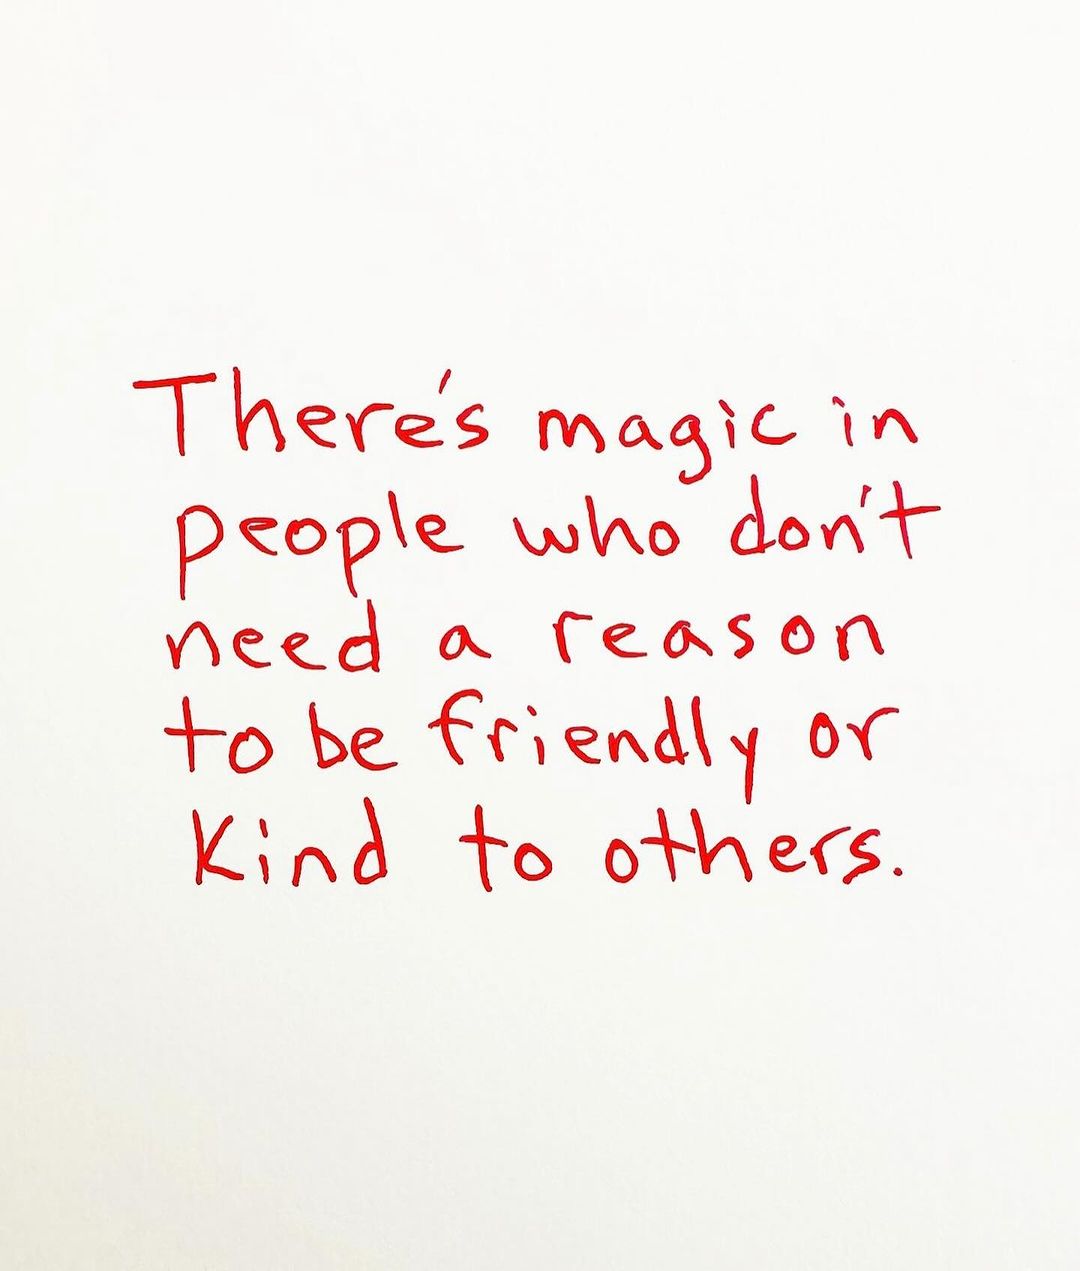 There's magic in
people who don't
need a reason
to be friendly or
Kind to others.